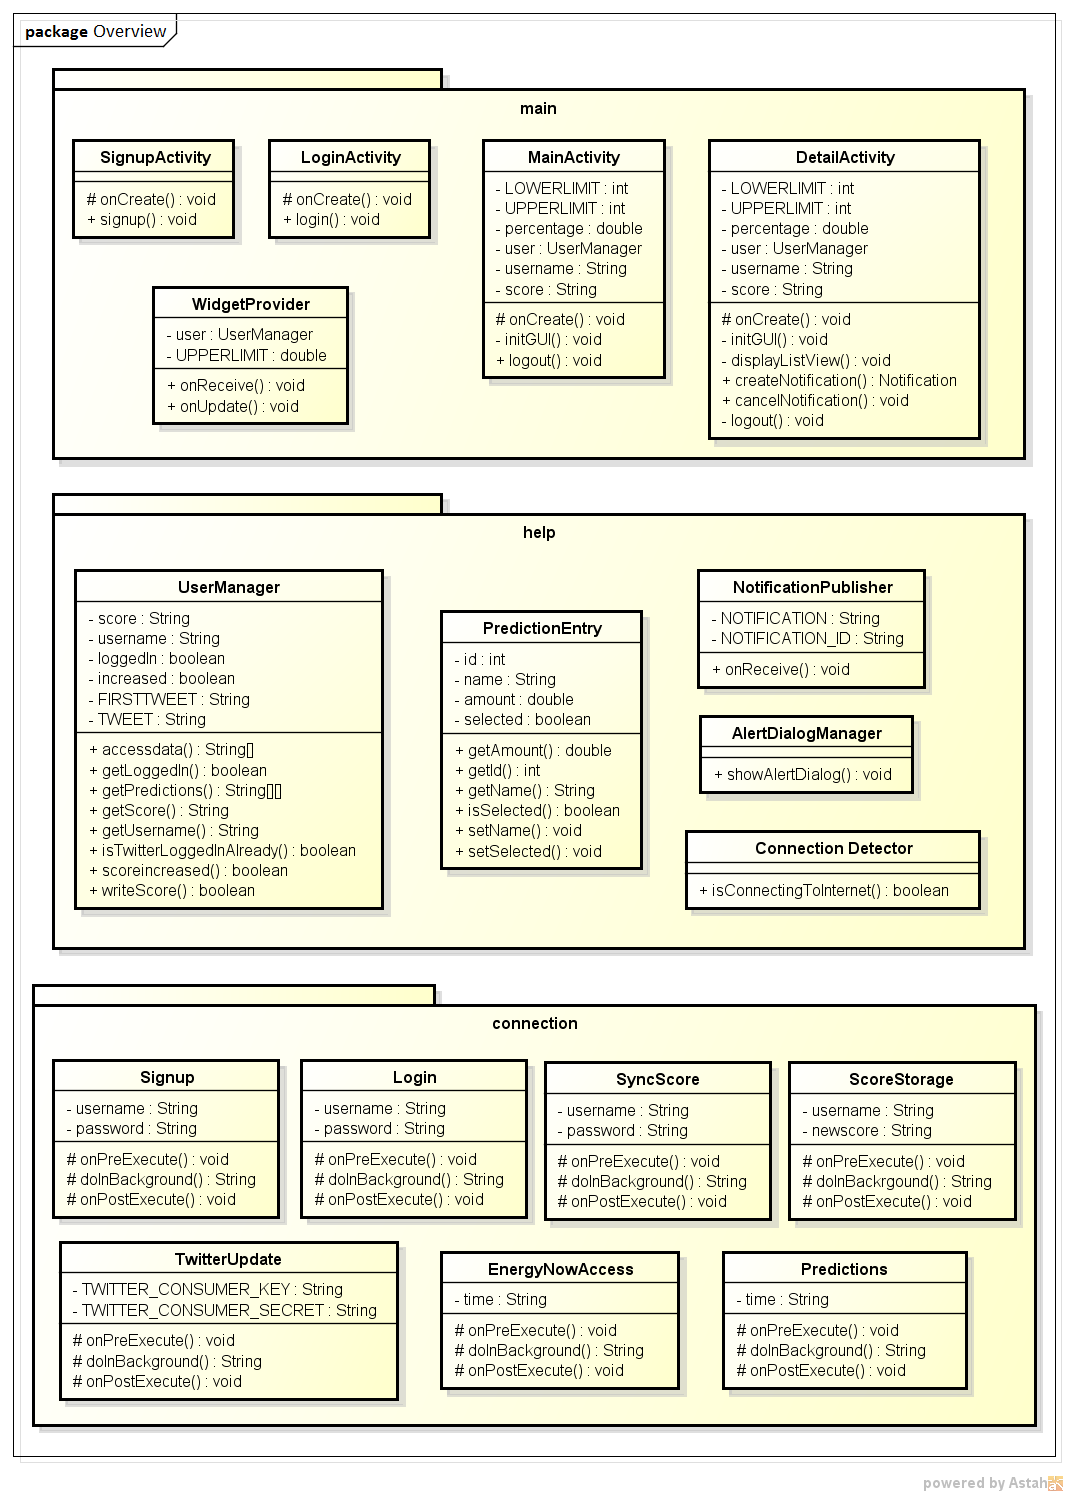 package Overview
main
SignupActivity
# onCreate() : void
+ signup() : void
LoginActivity
# onCreate() : void
+ login() : void
MainActivity
- LOWERLIMIT : int
- UPPERLIMIT : int
- percentage : double
- user : UserManager
- username : String
- score : String
# onCreate() : void
- initGUI() : void
+ logout() : void
DetailActivity
- LOWERLIMIT : int
- UPPERLIMIT : int
- percentage : double
- user : UserManager
- username : String
- score : String
# onCreate() : void
- initGUI() : void
- displayListView() : void
+ createNotification() : Notification
+ cancelNotification() : void
- logout() : void
WidgetProvider
- user : UserManager
- UPPERLIMIT : double
+ onReceive() : void
+ onUpdate() : void
help
UserManager
- score : String
- username : String
- loggedIn : boolean
- increased : boolean
- FIRSTTWEET : String
- TWEET : String
+ accessdata() : String[]
+ getLoggedIn() : boolean
+ getPredictions() : String[][]
+ getScore() : String
+ getUsername() : String
+ isTwitterLoggedInAlready() : boolean
+ scoreincreased() : boolean
+ writeScore() : boolean
PredictionEntry
- id : int
- name : String
- amount : double
- selected : boolean
+ getAmount() : double
+ getId() : int
+ getName() : String
+ isSelected() : boolean
+ setName() : void
+ setSelected() : void
NotificationPublisher
- NOTIFICATION : String
- NOTIFICATION_ID : String
+ onReceive() : void
AlertDialogManager
+ showAlertDialog() : void
Connection Detector
+ isConnectingToInternet() : boolean
connection
Signup
- username : String
- password : String
# onPreExecute() : void
# doInBackground() : String
# onPostExecute() : void
Login
- username : String
- password : String
# onPreExecute() : void
# doInBackground() : String
# onPostExecute() : void
SyncScore
- username : String
- password : String
# onPreExecute() : void
# doInBackground() : String
# onPostExecute() : void
ScoreStorage
- username : String
- newscore : String
# onPreExecute() : void
# doInBackrgound() : String
# onPostExecute() : void
TwitterUpdate
- TWITTER_CONSUMER_KEY : String
- TWITTER_CONSUMER_SECRET : String
# onPreExecute() : void
# doInBackground() : String
# onPostExecute() : void
EnergyNowAccess
- time : String
# onPreExecute() : void
# doInBackground() : String
# onPostExecute() : void
Predictions
- time : String
# onPreExecute() : void
# doInBackground() : String
# onPostExecute() : void
powered by Astah